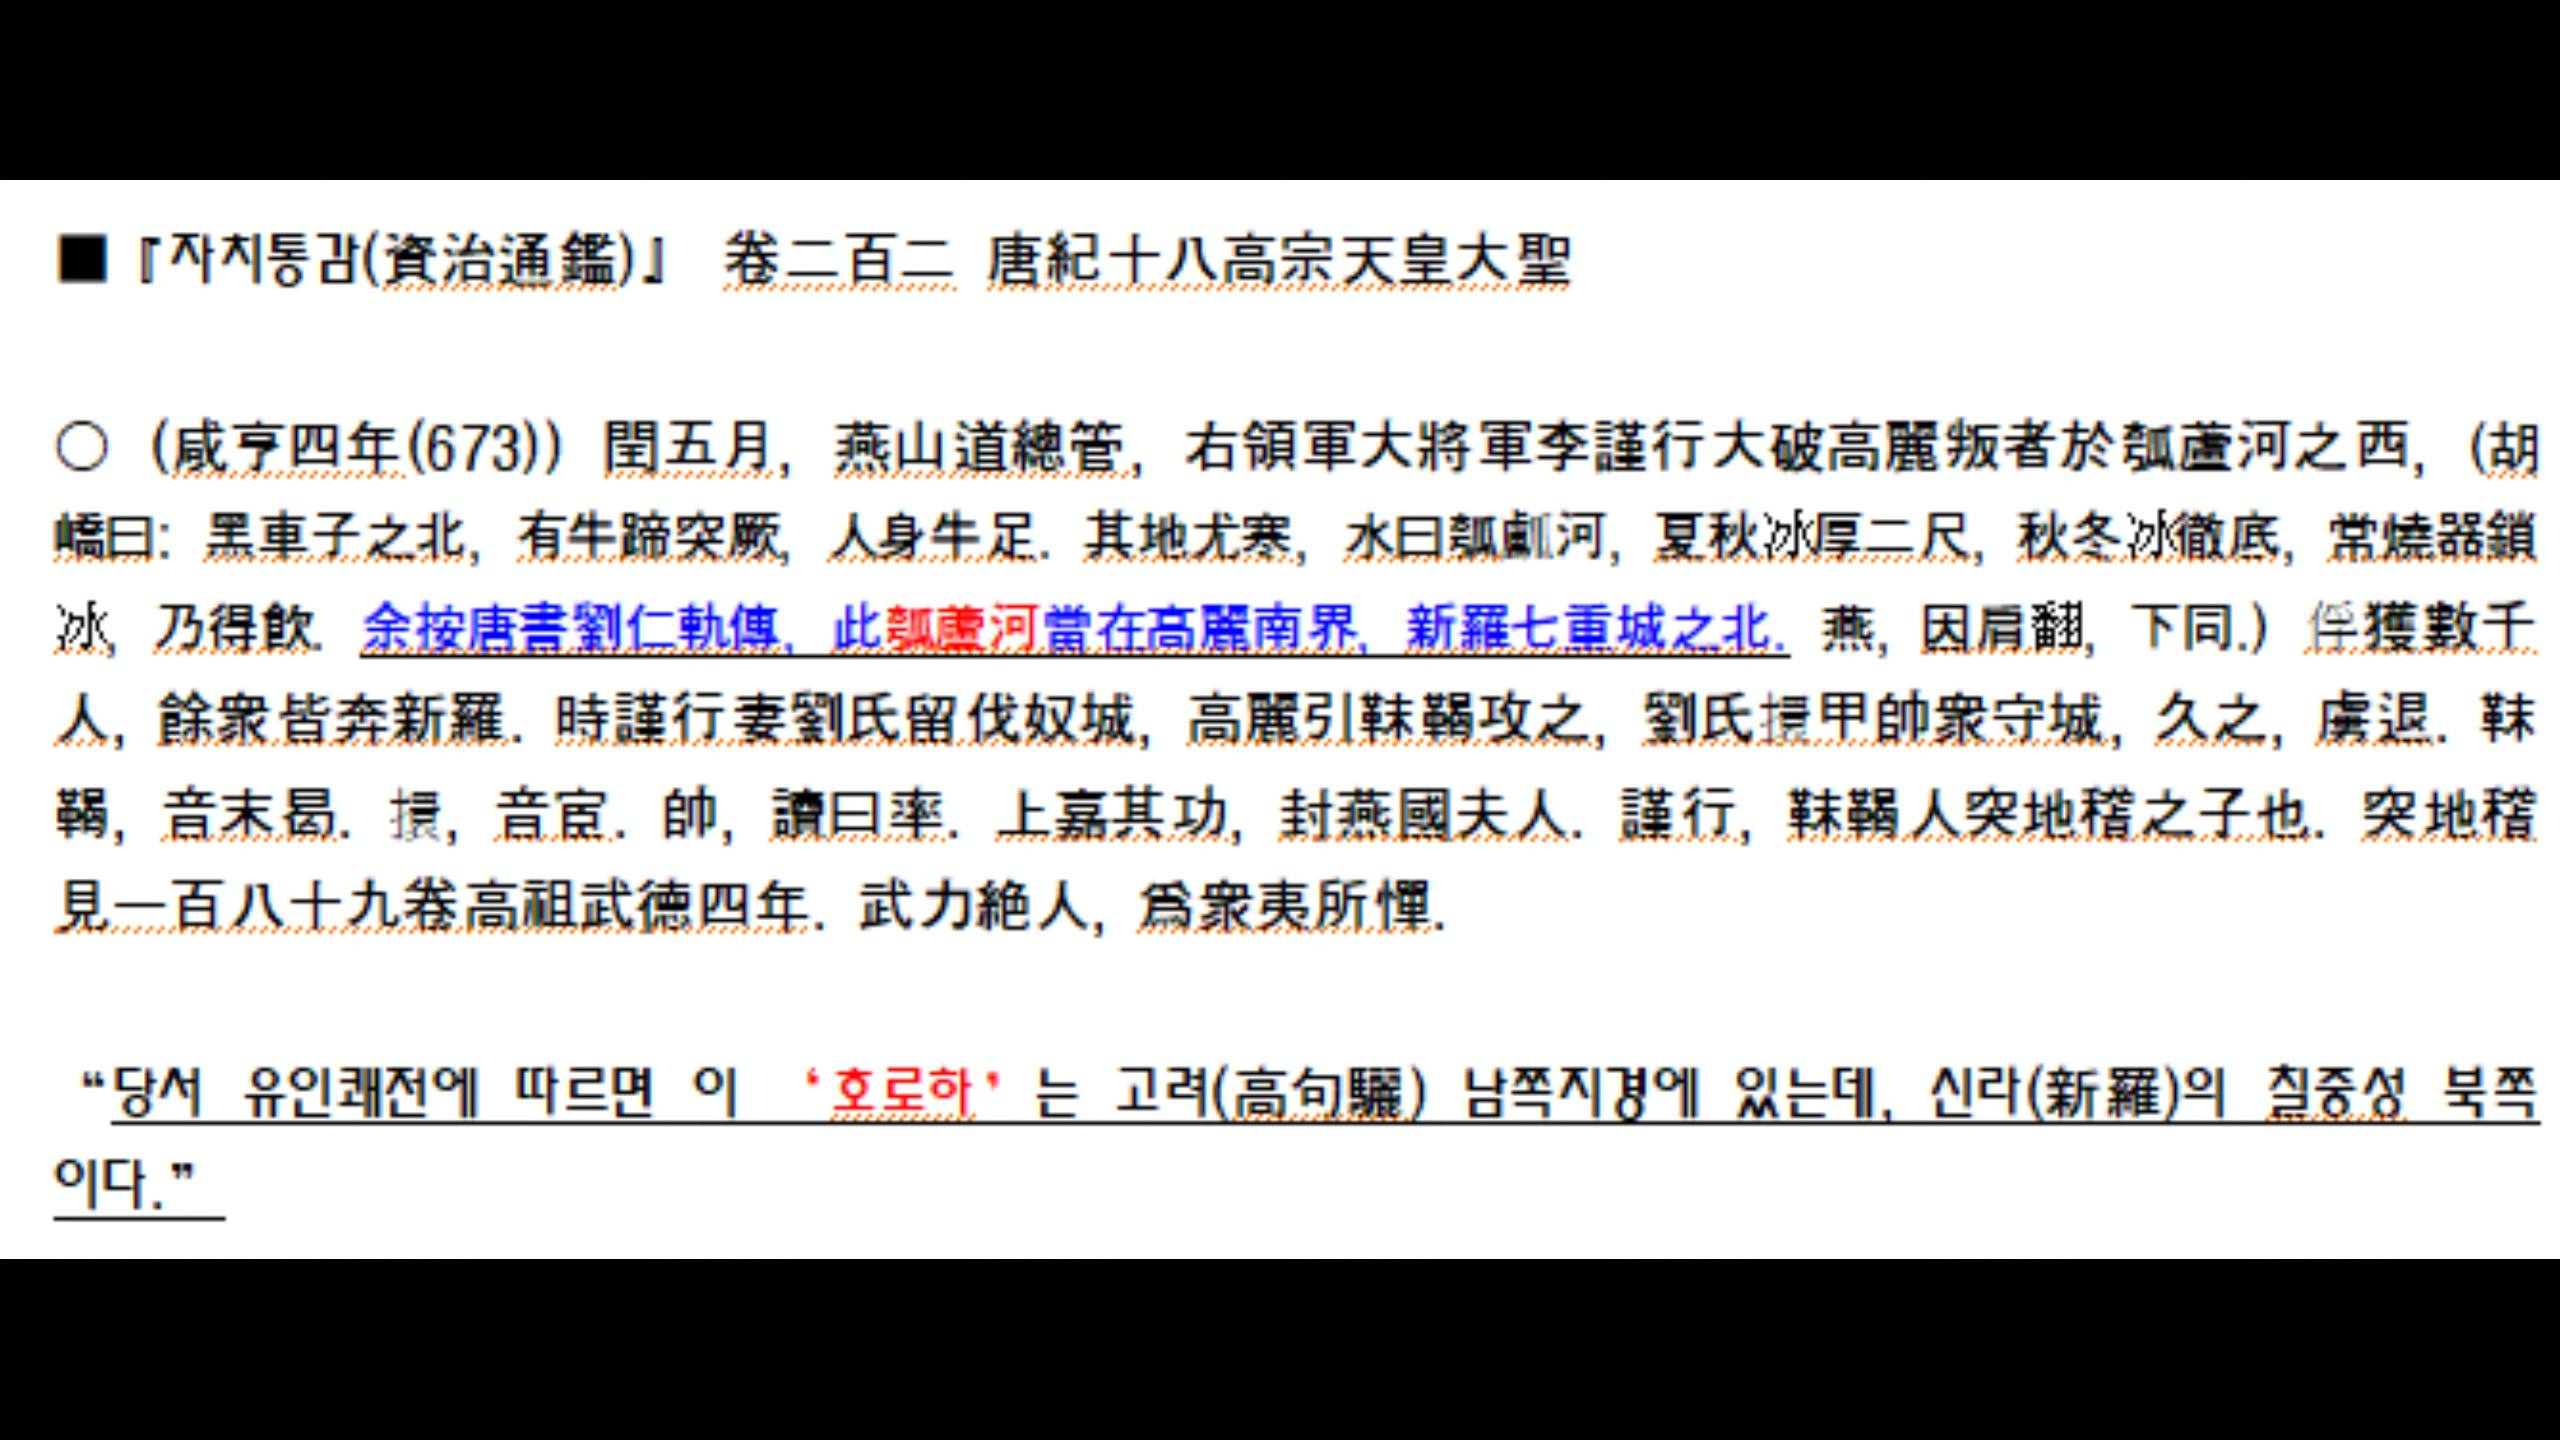 ■『자치통감(資治通鑑)』 卷二百二 唐紀十八高宗天皇大聖
○ (咸亨四年(673)) 閏五月, 燕山道總管, 右領軍大將軍李謹行大破高麗叛者於瓠蘆河之西, (胡
嶠曰: 黑車子之北, 有牛蹄突厥, 人身牛足. 其地尤寒, 水曰瓠㔧河, 夏秋冰厚二尺, 秋冬冰徹底, 常燒器銷
冰, 乃得飮. 余按唐書劉仁軌傳, 此瓠蘆河當在高麗南界, 新羅七重城之北. 燕, 因肩翻, 下同.) 俘獲數千
人, 餘衆皆奔新羅. 時謹行妻劉氏留伐奴城, 高麗引靺鞨攻之, 劉氏擐甲帥衆守城, 久之, 虜退. 靺
鞨, 音末曷. 擐, 音宦. 帥, 讀曰率. 上嘉其功, 封燕國夫人. 謹行, 靺鞨人突地稽之子也. 突地稽
見一百八十九卷高祖武德四年. 武力絶人, 爲衆夷所憚.
“당서 유인궤전에 따르면 이 ‘호로하’ 는 고려(高句驪) 남쪽지경에 있는데, 신라(新羅)의 칠중성 북쪽
이다.”